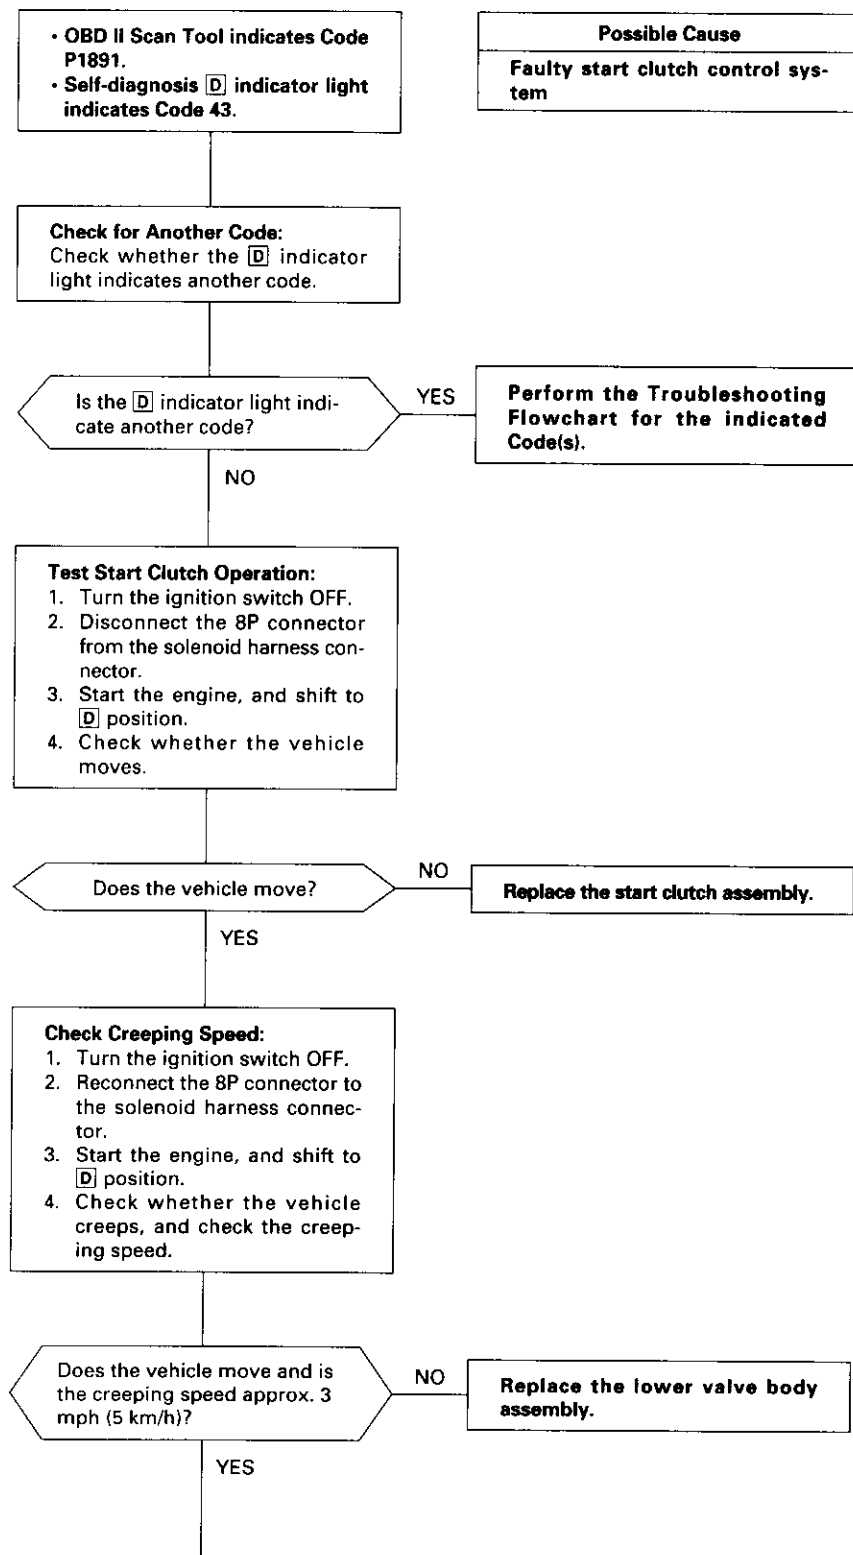 • OBD II Scan Tool indicates Code
P1891.
• Self-diagnosis D indicator light
indicates Code 43.
Possible Cause
Faulty start clutch control sys-
tem
Check for Another Code:
Check whether the D indicator
light indicates another code.
Is the D indicator light indi-
cate another code?
YES
Perform the Troubleshooting
Flowchart for the indicated
Code(s).
NO
Test Start Clutch Operation:
1. Turn the ignition switch OFF.
2. Disconnect the 8P connector
from the solenoid harness con-
nector.
3. Start the engine, and shift to
D position.
4. Check whether the vehicle
moves.
Does the vehicle move?
NO
Replace the start clutch assembly.
YES
Check Creeping Speed:
1. Turn the ignition switch OFF.
2. Reconnect the 8P connector to
the solenoid harness connec-
tor.
3. Start the engine, and shift to
D position.
4. Check whether the vehicle
creeps, and check the creep-
ing speed.
Does the vehicle move and is
the creeping speed approx. 3
mph (5 km/h)?
NO
Replace the lower valve body
assembly.
YES